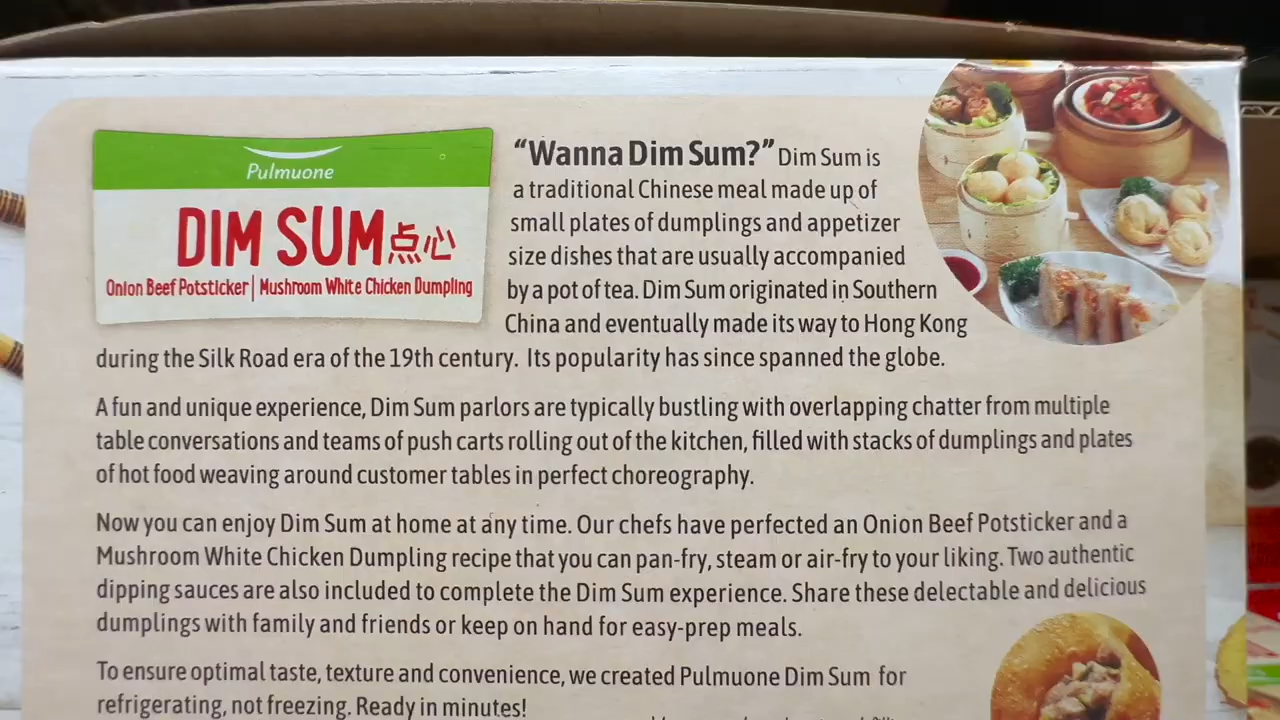 Pulmuone
DIM SUM点心
Onion Beef Potsticker | Mushroom White Chicken Dumpling
“Wanna Dim Sum?” Dim Sum is
a traditional Chinese meal made up of
small plates of dumplings and appetizer
size dishes that are usually accompanied
by a pot of tea. Dim Sum originated in Southern
China and eventually made its way to Hong Kong
during the Silk Road era of the 19th century. Its popularity has since spanned the globe.
A fun and unique experience, Dim Sum parlors are typically bustling with overlapping chatter from multiple
table conversations and teams of push carts rolling out of the kitchen, filled with stacks of dumplings and plates
of hot food weaving around customer tables in perfect choreography.
Now you can enjoy Dim Sum at home at any time. Our chefs have perfected an Onion Beef Potsticker and a
Mushroom White Chicken Dumpling recipe that you can pan-fry, steam or air-fry to your liking. Two authentic
dipping sauces are also included to complete the Dim Sum experience. Share these delectable and delicious
dumplings with family and friends or keep on hand for easy-prep meals.
To ensure optimal taste, texture and convenience, we created Pulmuone Dim Sum for
refrigerating, not freezing. Ready in minutes!